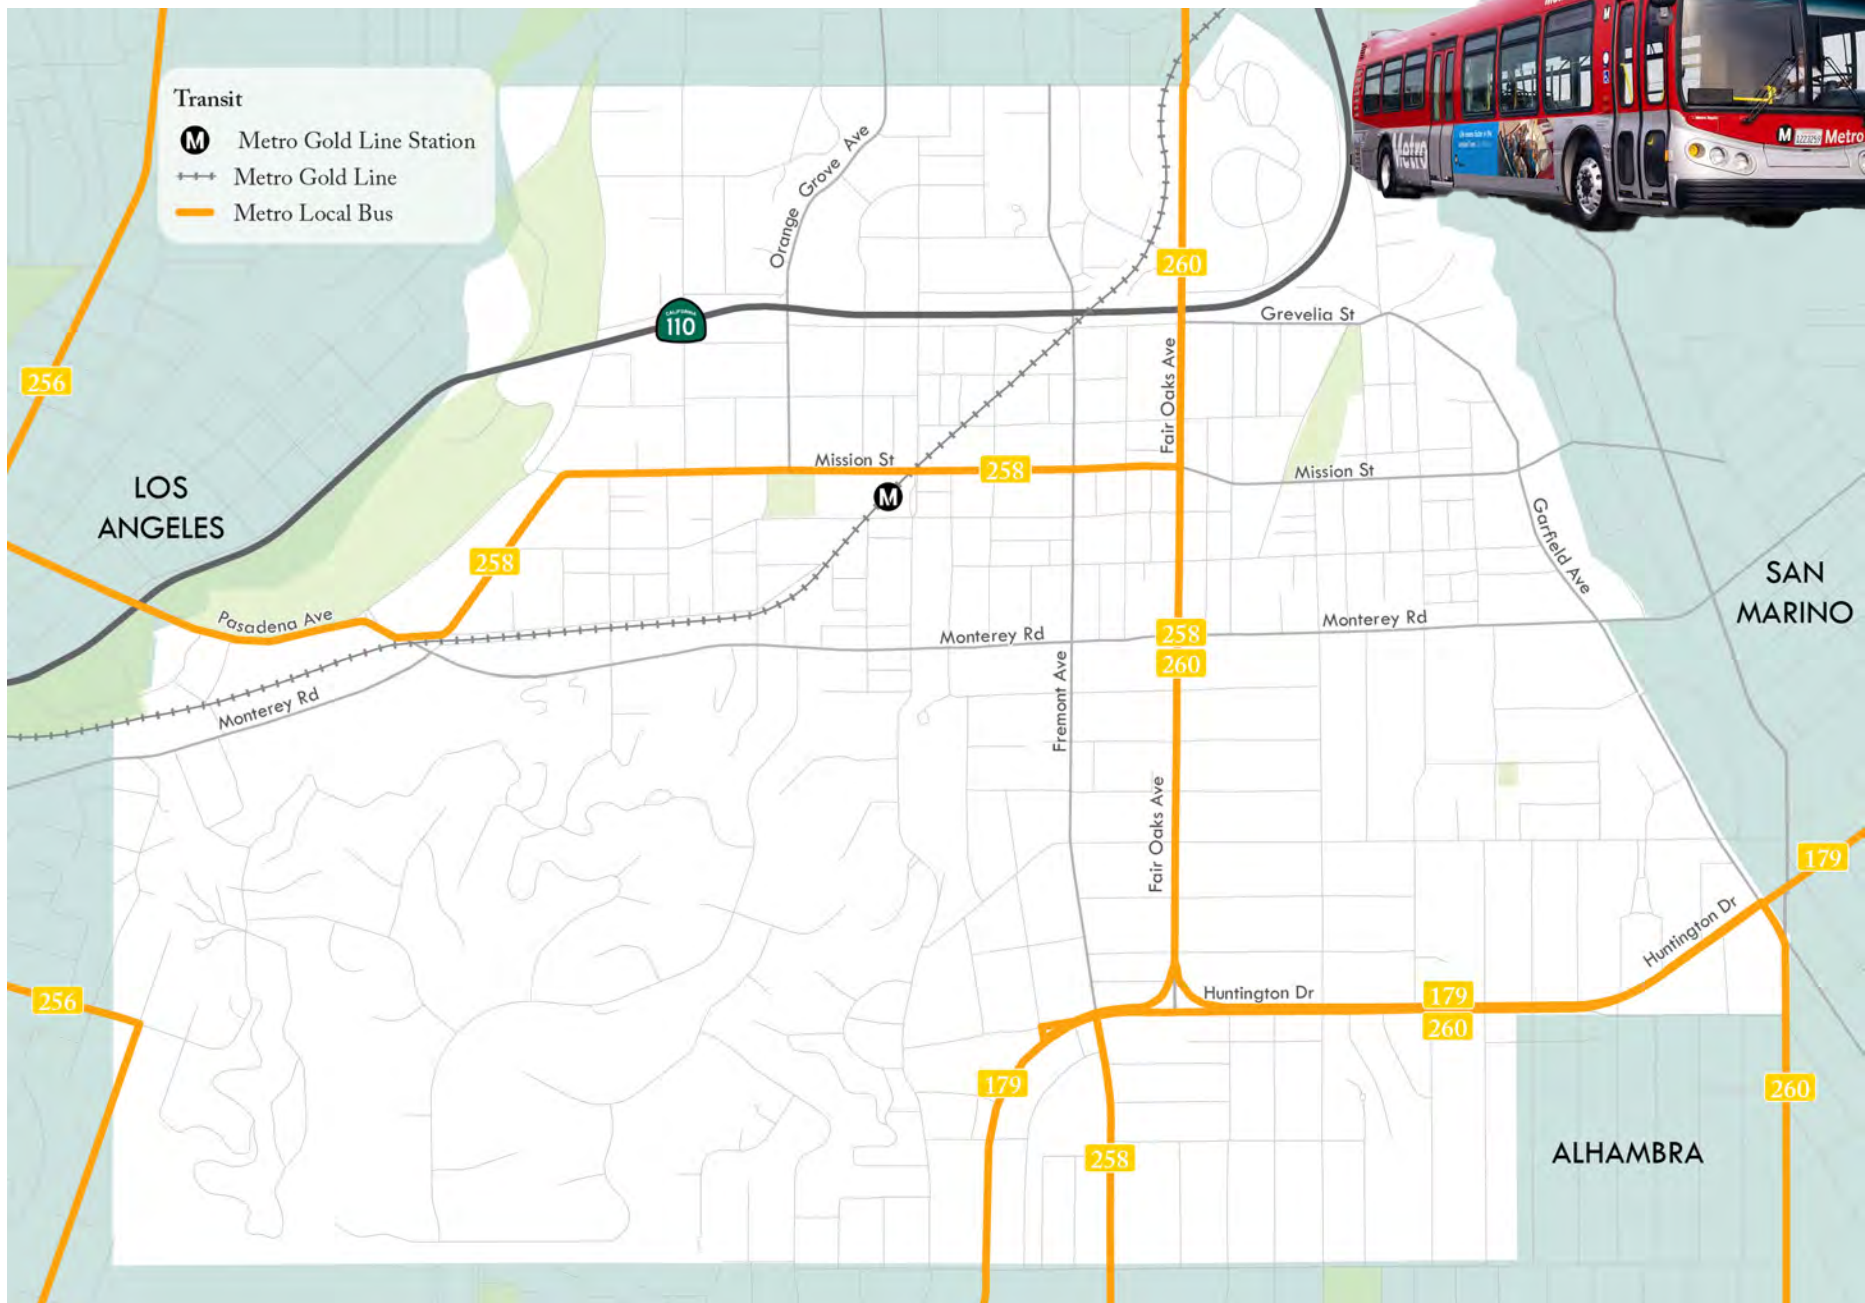 Transit
M Metro Gold Line Station
Metro Gold Line
Metro Local Bus
M
Metro
M 1223259 Metro
Orange Grove Ave
260
CALIFORNIA
110
Grevelia St
256
Fair Oaks Ave
Mission St
258
Mission St
M
LOS
ANGELES
Garfield Ave
258
SAN
MARINO
Pasadena Ave
Monterey Rd
258
260
Monterey Rd
Monterey Rd
Fremont Ave
Fair Oaks Ave
179
Huntington Dr
256
Huntington Dr
179
260
179
260
258
ALHAMBRA